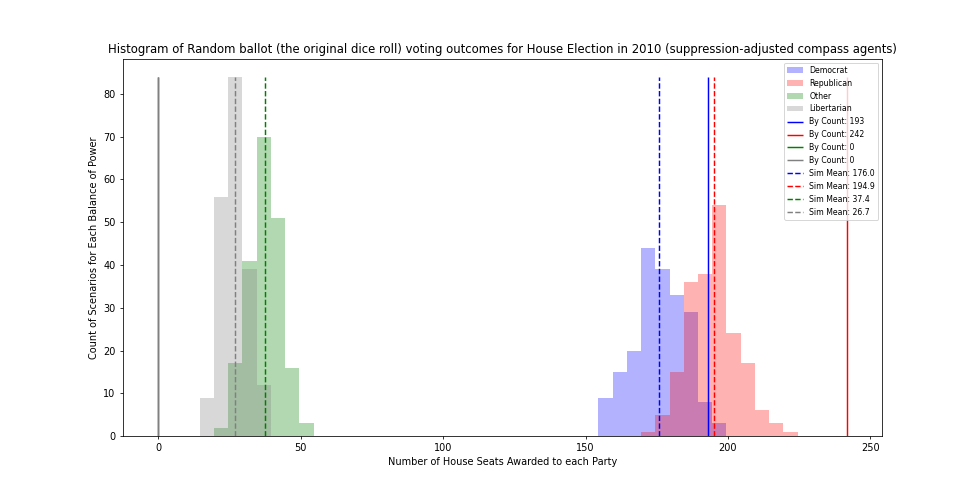 Histogram of Random ballot (the original dice roll) voting outcomes for House Election in 2010 (suppression-adjusted compass agents)
Count of Scenarios for Each Balance of Power
80
70
60
50
40
30
20
10
0
Democrat
Republican
Other
Libertarian
By Count: 193
By Count: 242
By Count: 0
By Count: 0
Sim Mean: 176.0
Sim Mean: 194.9
Sim Mean: 37.4
Sim Mean: 26.7
0 50 100 150 200 250
Number of House Seats Awarded to each Party